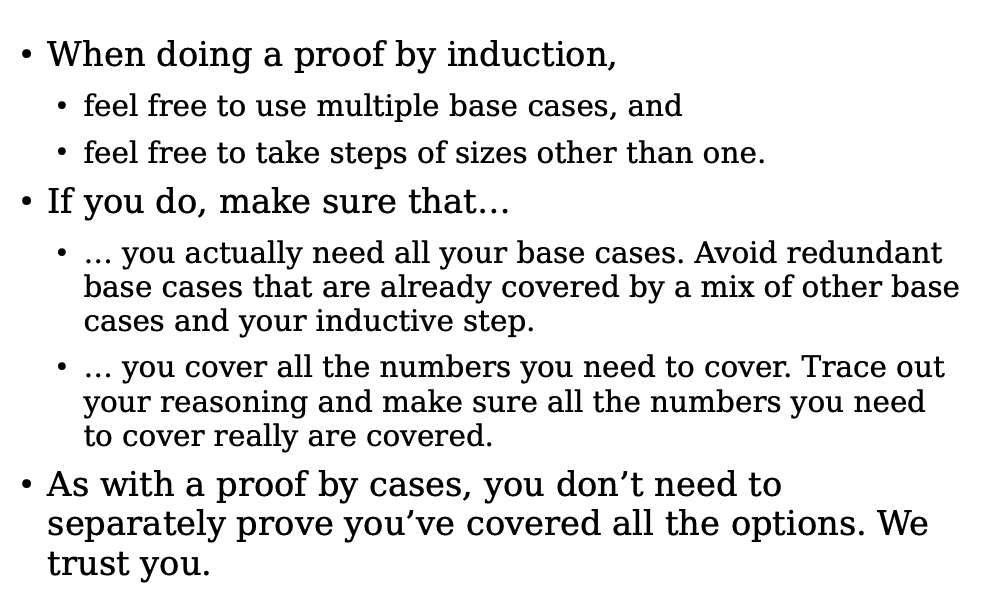 • When doing a proof by induction,
• feel free to use multiple base cases, and
• feel free to take steps of sizes other than one.
• If you do, make sure that…
• … you actually need all your base cases. Avoid redundant
base cases that are already covered by a mix of other base
cases and your inductive step.
• … you cover all the numbers you need to cover. Trace out
your reasoning and make sure all the numbers you need
to cover really are covered.
• As with a proof by cases, you don’t need to
separately prove you’ve covered all the options. We
trust you.